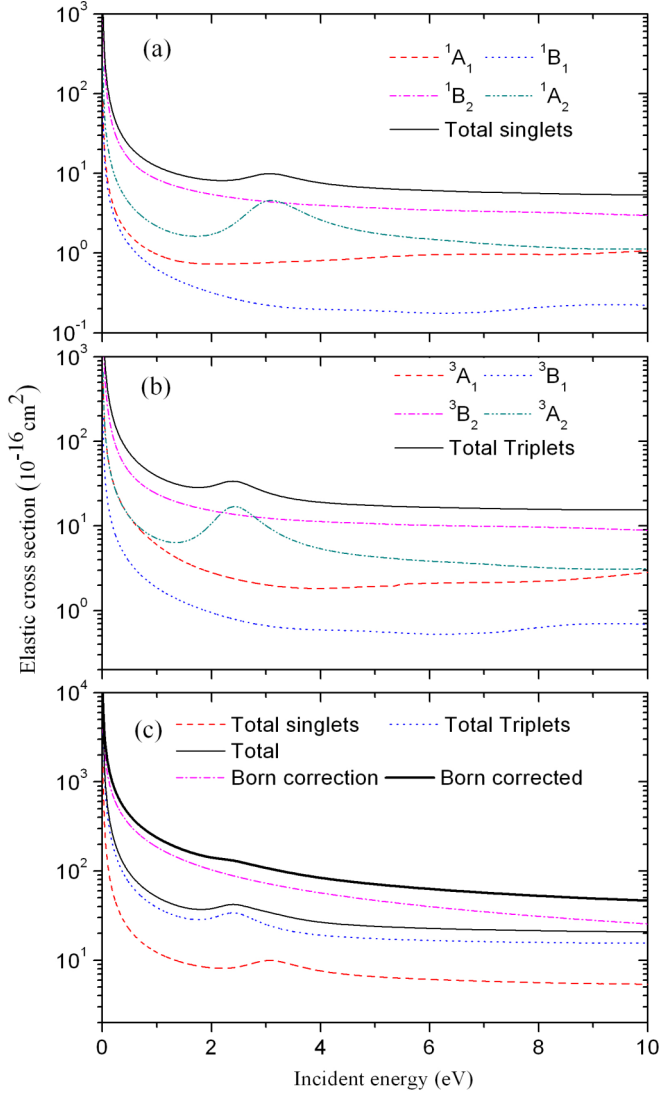 10^3
(a)
^1A_1 ^1B_1
^1B_2 ^1A_2
Total singlets
10^2
10^1
10^0
10^-1
10^3
(b)
^3A_1 ^3B_1
^3B_2 ^3A_2
Total Triplets
10^2
10^1
10^0
Elastic cross section (10^-16 cm^2)
10^4
(c)
Total singlets Total Triplets
Total
Born correction Born corrected
10^3
10^2
10^1
0 2 4 6 8 10
Incident energy (eV)